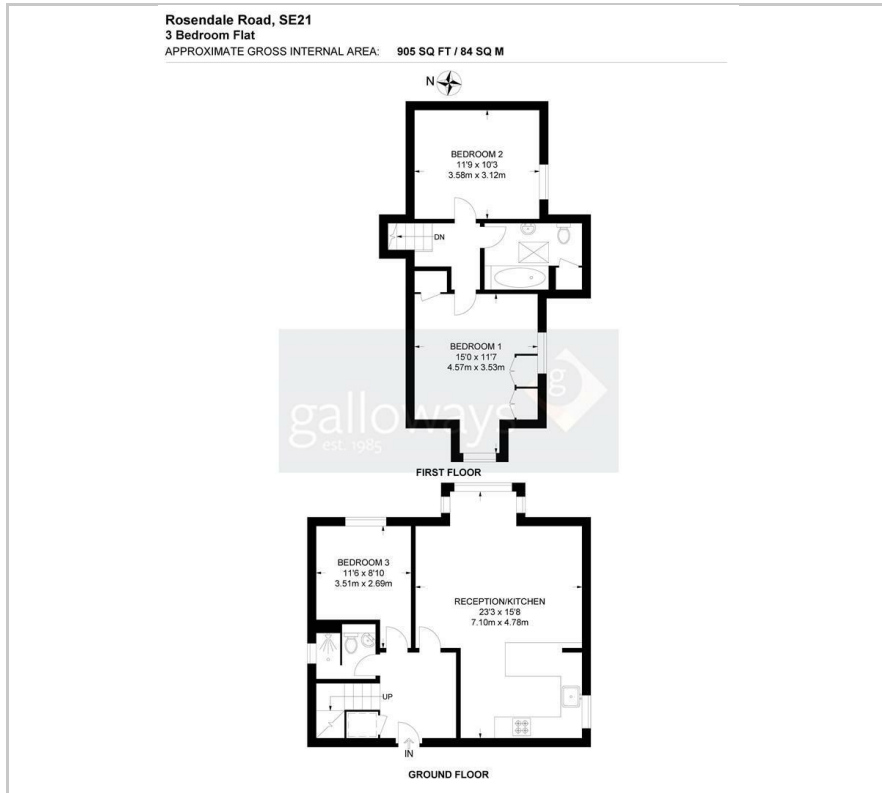 Rosendale Road, SE21
3 Bedroom Flat
APPROXIMATE GROSS INTERNAL AREA: 905 SQ FT / 84 SQ M
N
BEDROOM 2
11'9 x 10'3
3.58m x 3.12m
DN
BEDROOM 1
15'0 x 11'7
4.57m x 3.53m
g
galloways
est. 1985
FIRST FLOOR
BEDROOM 3
11'6 x 8'10
3.51m x 2.69m
RECEPTION/KITCHEN
23'3 x 15'8
7.10m x 4.78m
UP
IN
GROUND FLOOR